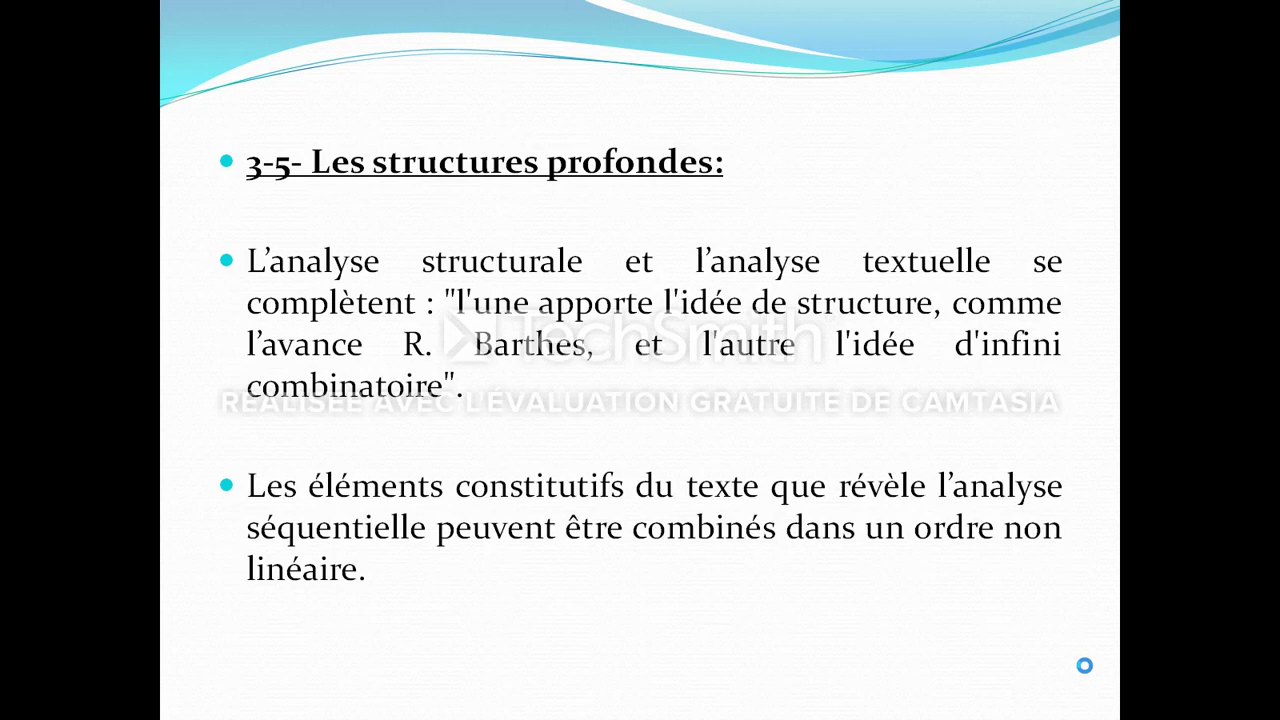 3-5- Les structures profondes:
L’analyse structurale et l’analyse textuelle se
complètent : "l'une apporte l'idée de structure, comme
l’avance R. Barthes, et l'autre l'idée d'infini
combinatoire".
TechSmith
RÉALISÉE AVEC L'ÉVALUATION GRATUITE DE CAMTASIA
Les éléments constitutifs du texte que révèle l’analyse
séquentielle peuvent être combinés dans un ordre non
linéaire.